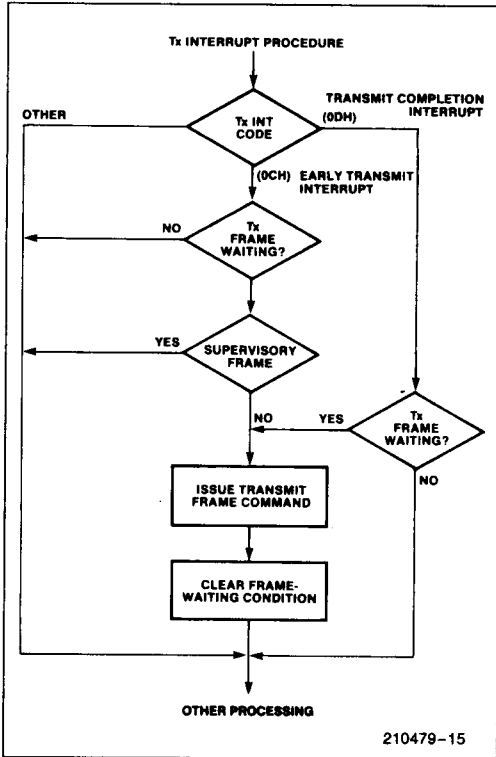 Tx INTERRUPT PROCEDURE
OTHER
Tx INT
CODE
(0DH)
TRANSMIT COMPLETION
INTERRUPT
(0CH) EARLY TRANSMIT
INTERRUPT
NO
Tx
FRAME
WAITING?
YES
SUPERVISORY
FRAME
NO
YES
Tx
FRAME
WAITING?
NO
ISSUE TRANSMIT
FRAME COMMAND
CLEAR FRAME-
WAITING CONDITION
OTHER PROCESSING
210479-15